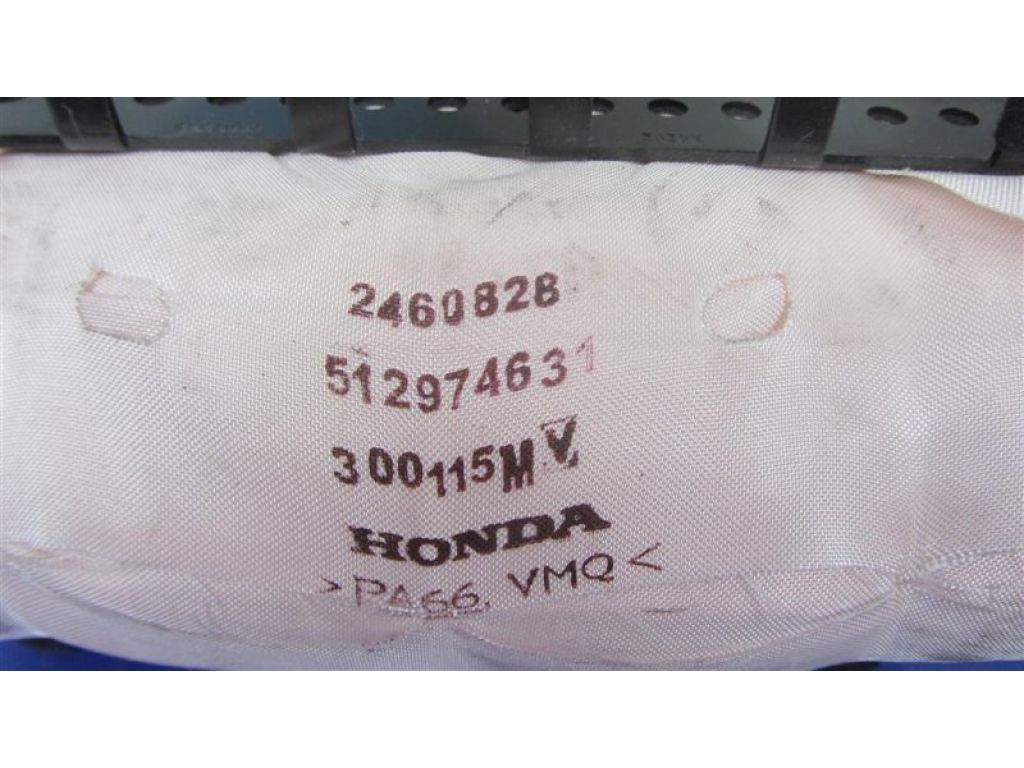 2460828
512974631
300115MV
HONDA
>PA66, VMQ<